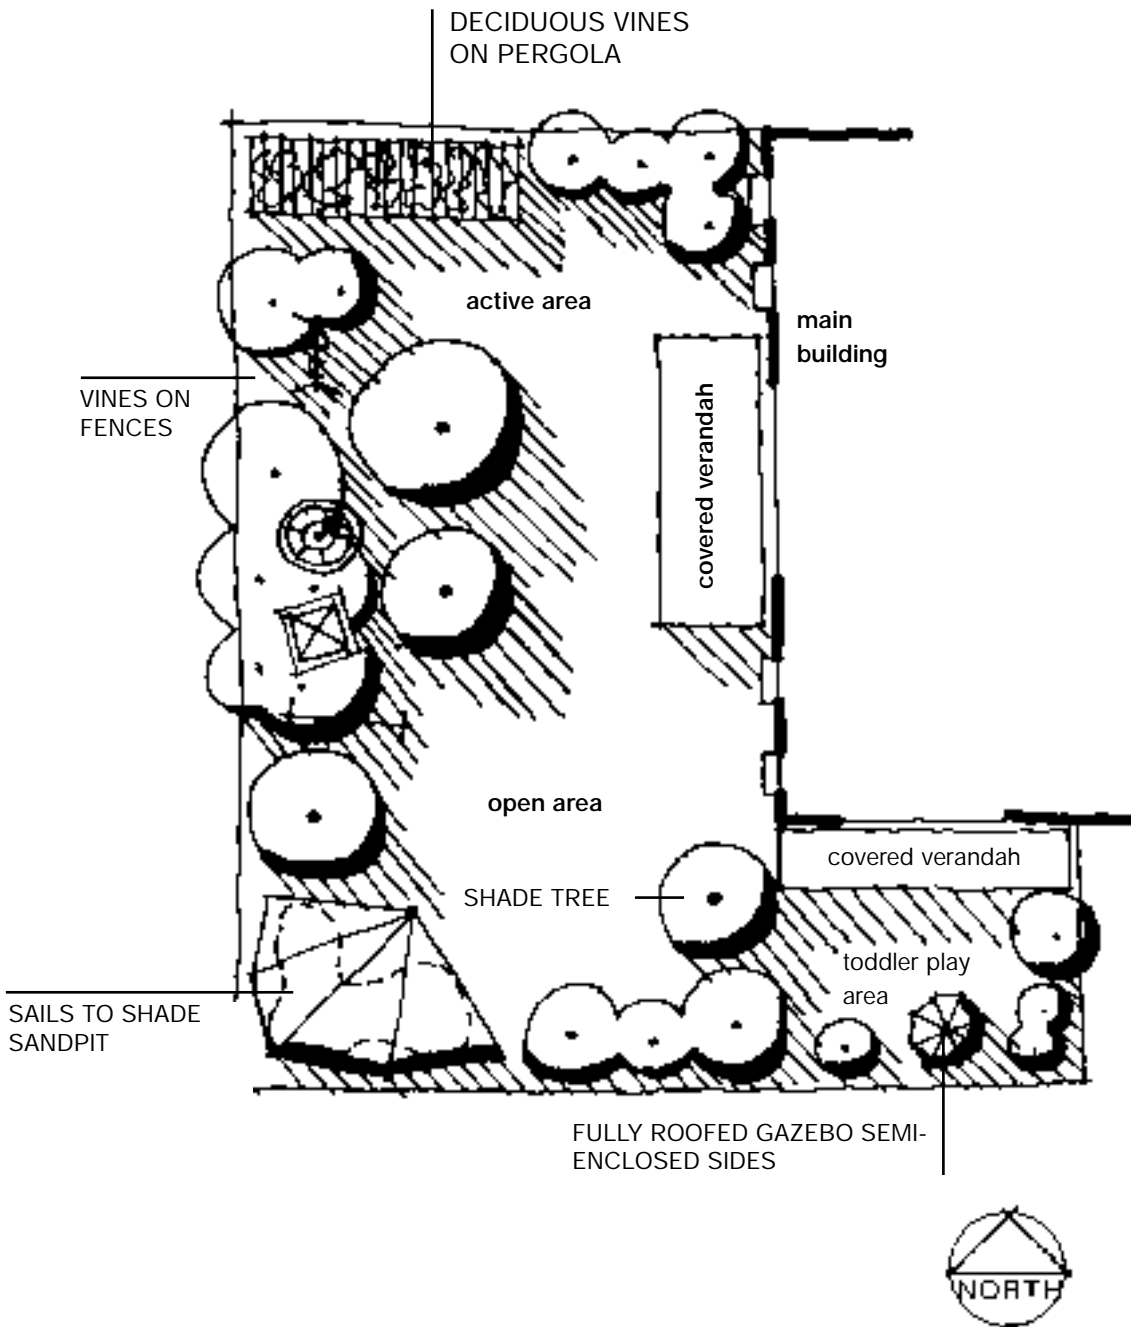 DECIDUOUS VINES
ON PERGOLA
active area
main
building
VINES ON
FENCES
covered verandah
open area
covered verandah
SHADE TREE
toddler play
area
SAILS TO SHADE
SANDPIT
FULLY ROOFED GAZEBO SEMI-
ENCLOSED SIDES
NORTH